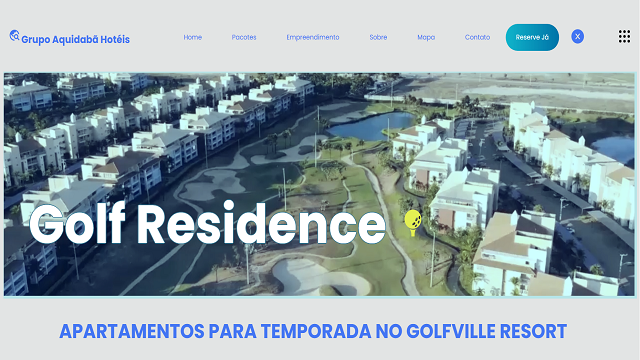 Grupo Aquidabã Hotéis
Home
Pacotes
Empreendimento
Sobre
Mapa
Contato
Reserve Já
X
Golf Residence
APARTAMENTOS PARA TEMPORADA NO GOLFVILLE RESORT